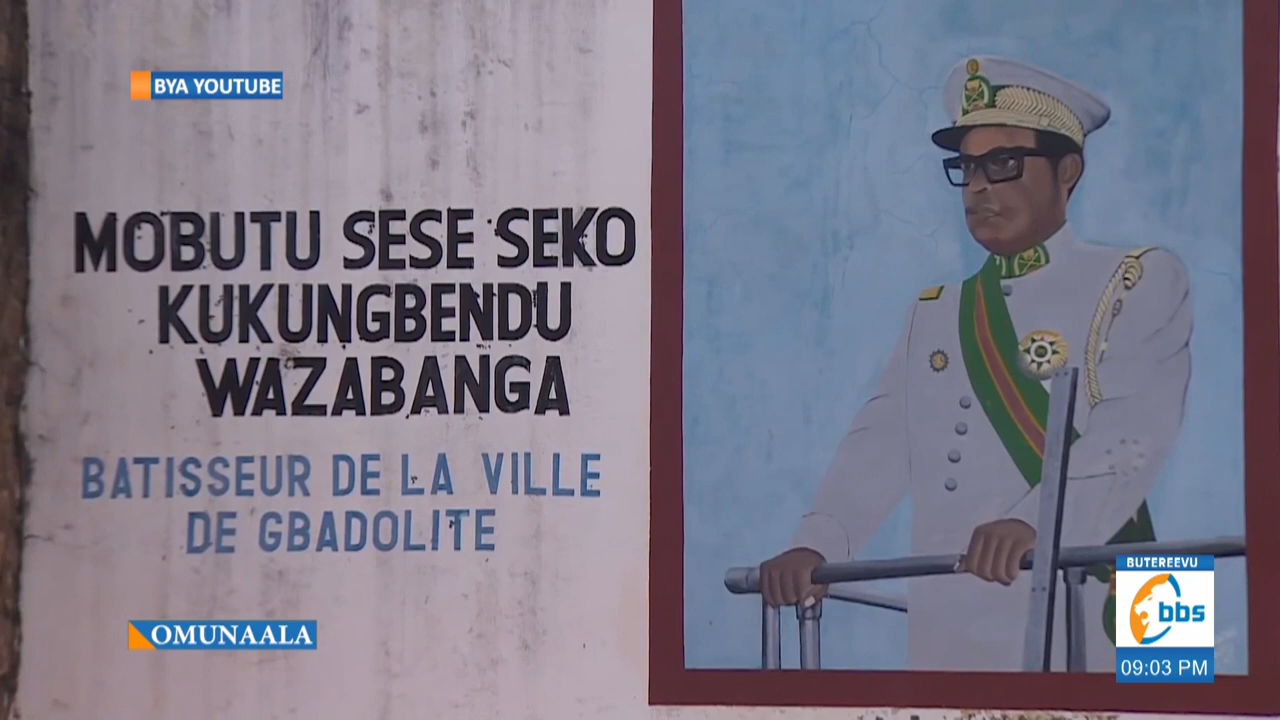 BYA YOUTUBE
MOBUTU SESE SEKO
KUKUNGBENDU
WAZABANGA
BATISSEUR DE LA VILLE
DE GBADOLITE
OMUNAALA
BUTEREEVU
bbs
09:03 PM